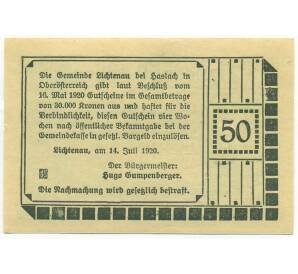 Die Gemeinde Lichtenau bei Haslach in
Oberösterreich gibt laut Beschluß vom
16. Mai 1920 Gutscheine im Gesamtbetrage
von 30.000 Kronen aus und haftet für die
Verbindlichkeit, diesen Gutschein vier Wo-
chen nach öffentlicher Bekanntgabe bei der
Gemeindekasse in gesetzl. Bargeld einzulösen.
Lichtenau, am 14. Juli 1920.
Der Bürgermeister:
Hugo Gumpenberger.
Die Nachmachung wird gesetzlich bestraft.
50